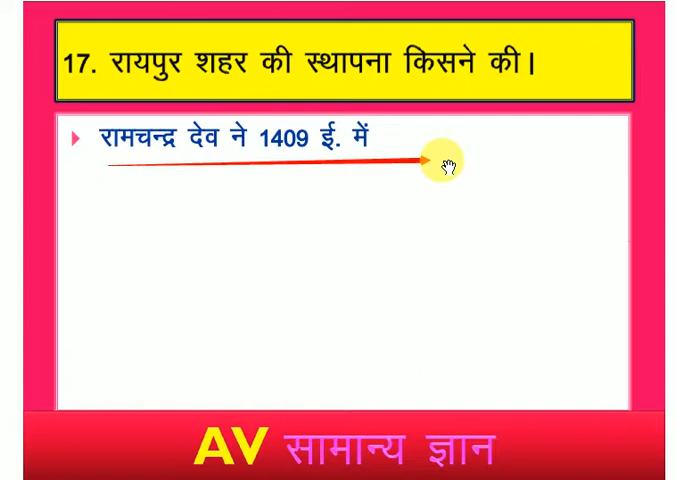 17. रायपुर शहर की स्थापना किसने की।
रामचन्द्र देव ने 1409 ई. में
AV सामान्य ज्ञान